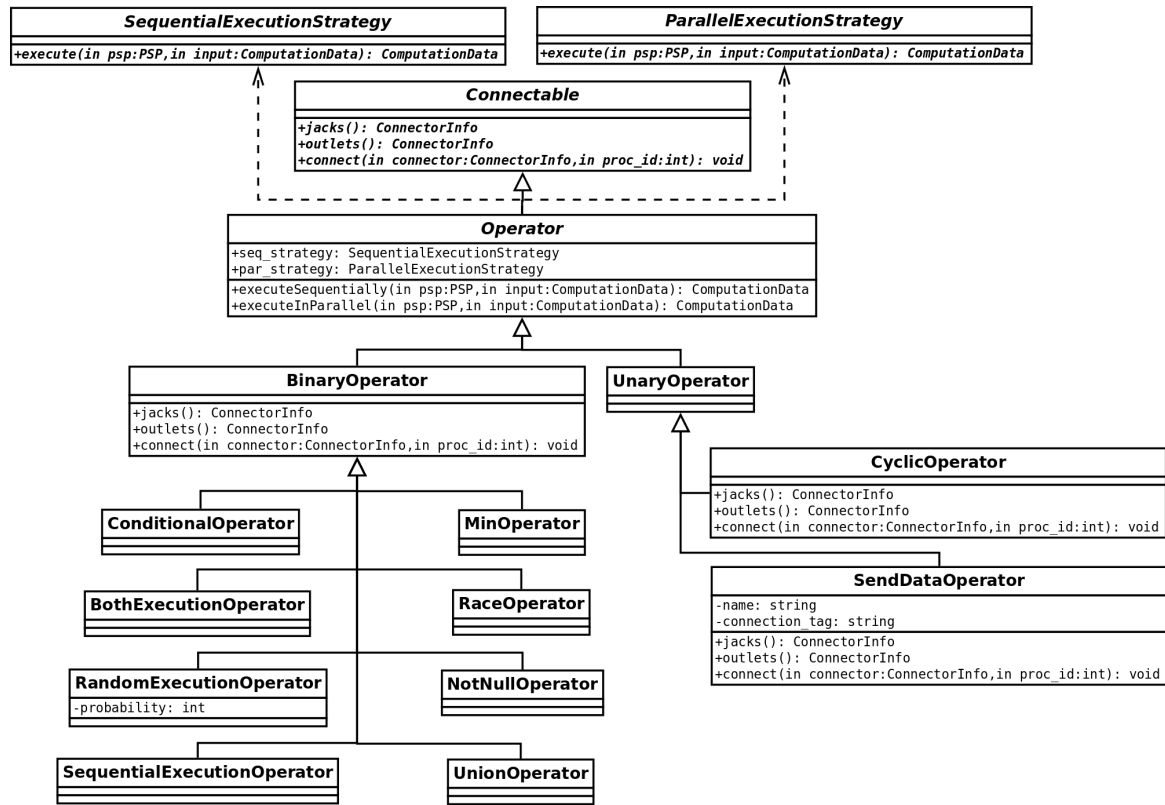 SequentialExecutionStrategy
+execute(in psp:PSP,in input:ComputationData): ComputationData
ParallelExecutionStrategy
+execute(in psp:PSP,in input:ComputationData): ComputationData
Connectable
+jacks(): ConnectorInfo
+outlets(): ConnectorInfo
+connect(in connector:ConnectorInfo,in proc_id:int): void
Operator
+seq_strategy: SequentialExecutionStrategy
+par_strategy: ParallelExecutionStrategy
+executeSequentially(in psp:PSP,in input:ComputationData): ComputationData
+executeInParallel(in psp:PSP,in input:ComputationData): ComputationData
BinaryOperator
+jacks(): ConnectorInfo
+outlets(): ConnectorInfo
+connect(in connector:ConnectorInfo,in proc_id:int): void
UnaryOperator
CyclicOperator
+jacks(): ConnectorInfo
+outlets(): ConnectorInfo
+connect(in connector:ConnectorInfo,in proc_id:int): void
ConditionalOperator
MinOperator
SendDataOperator
-name: string
-connection_tag: string
+jacks(): ConnectorInfo
+outlets(): ConnectorInfo
+connect(in connector:ConnectorInfo,in proc_id:int): void
BothExecutionOperator
RaceOperator
RandomExecutionOperator
-probability: int
NotNullOperator
SequentialExecutionOperator
UnionOperator